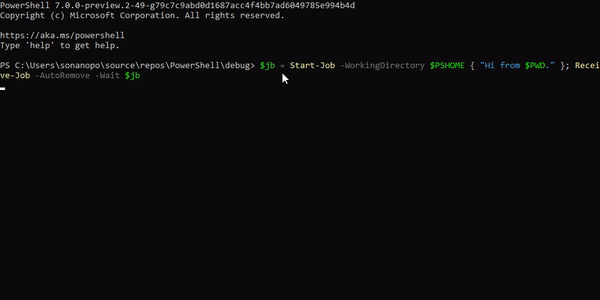 PowerShell 7.0.0-preview.2-49-g79c7c9abd0d1687acc4f4bb7ad6049785e994b4d
Copyright (c) Microsoft Corporation. All rights reserved.
https://aka.ms/powershell
Type 'help' to get help.
PS C:\Users\sonanopo\source\repos\PowerShell\debug> $jb = Start-Job -WorkingDirectory $PSHOME { "Hi from $PWD." }; Recei
ve-Job -AutoRemove -Wait $jb